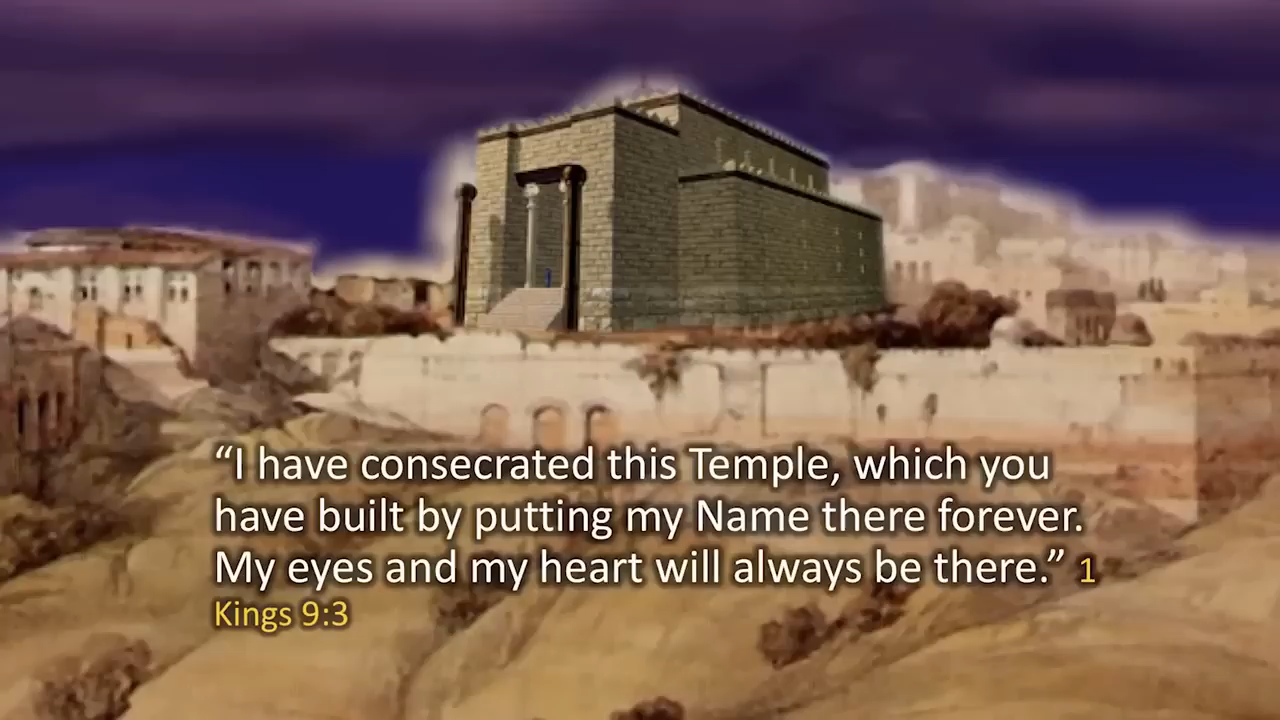 “I have consecrated this Temple, which you
have built by putting my Name there forever.
My eyes and my heart will always be there.” 1
Kings 9:3